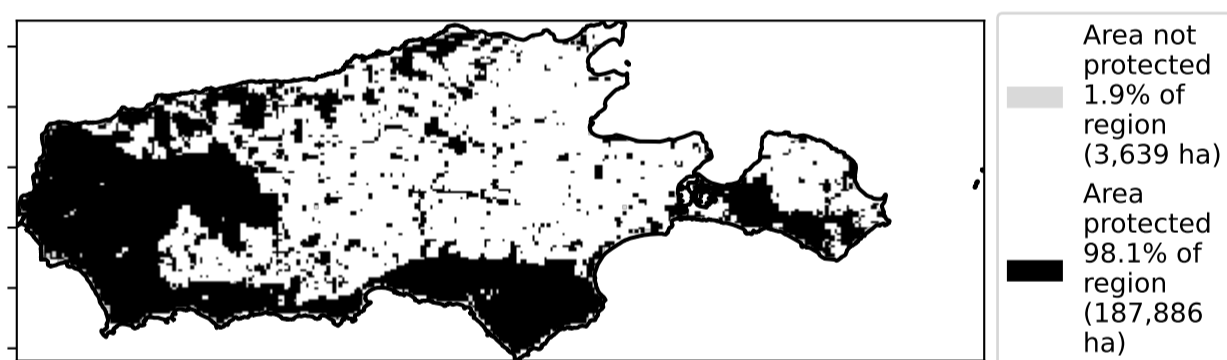 Area not
protected
1.9% of
region
(3,639 ha)
Area
protected
98.1% of
region
(187,886
ha)